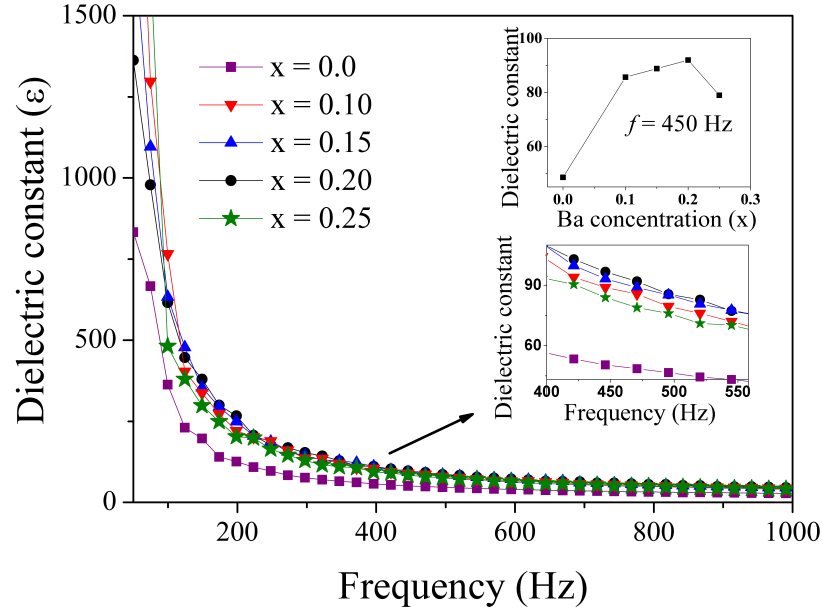 1500
1000
500
0
Dielectric constant (ε)
200
400
600
800
1000
Frequency (Hz)
x = 0.0
x = 0.10
x = 0.15
x = 0.20
x = 0.25
100
80
60
Dielectric constant
f = 450 Hz
0.0
0.1
0.2
0.3
Ba concentration (x)
90
60
Dielectric constant
400
450
500
550
Frequency (Hz)